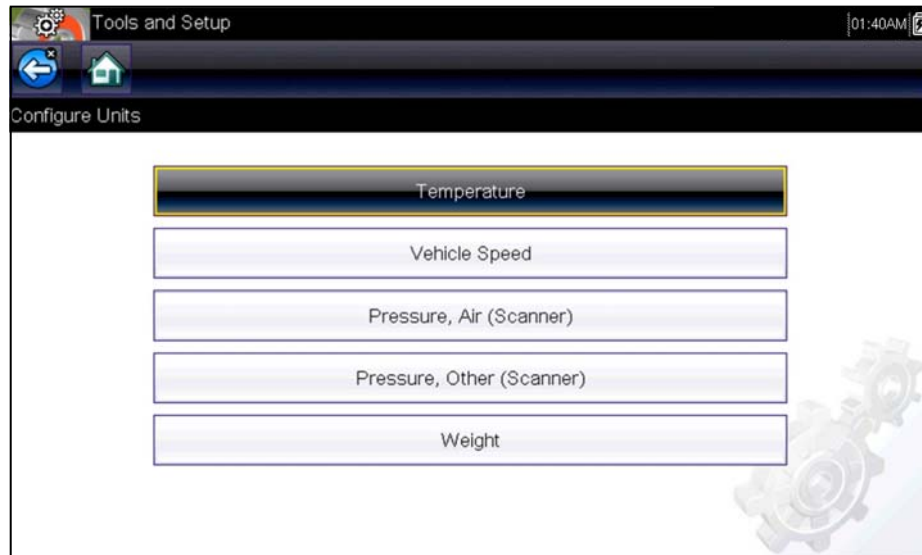 Tools and Setup
01:40AM
Configure Units
Temperature
Vehicle Speed
Pressure, Air (Scanner)
Pressure, Other (Scanner)
Weight